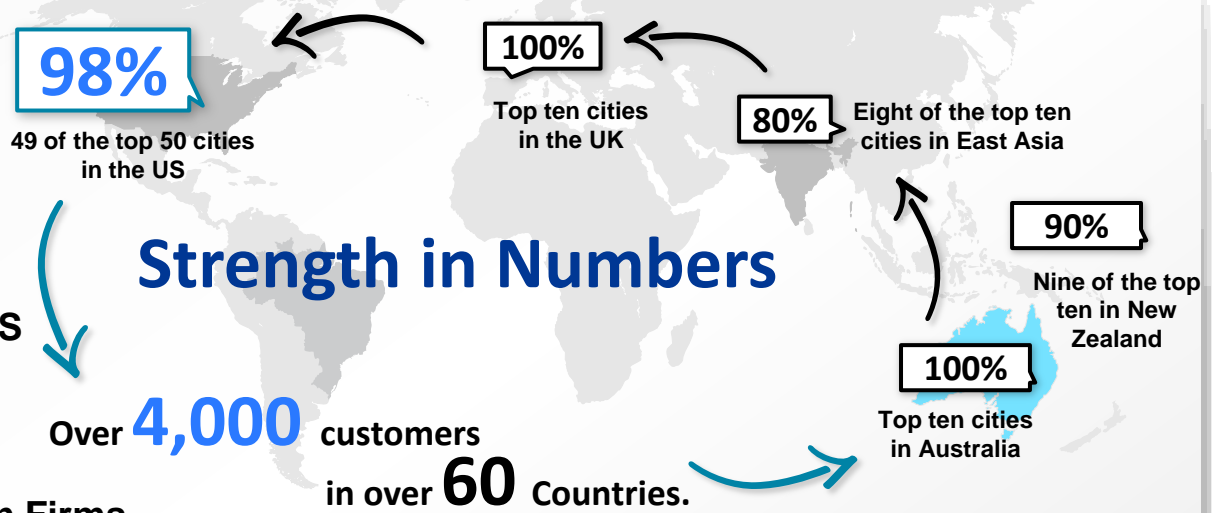 98%
49 of the top 50 cities
in the US
100%
Top ten cities
in the UK
80%
Eight of the top ten
cities in East Asia
90%
Nine of the top
ten in New
Zealand
Strength in Numbers
S
100%
Top ten cities
in Australia
Over 4,000 customers
in over 60 Countries.
Firms